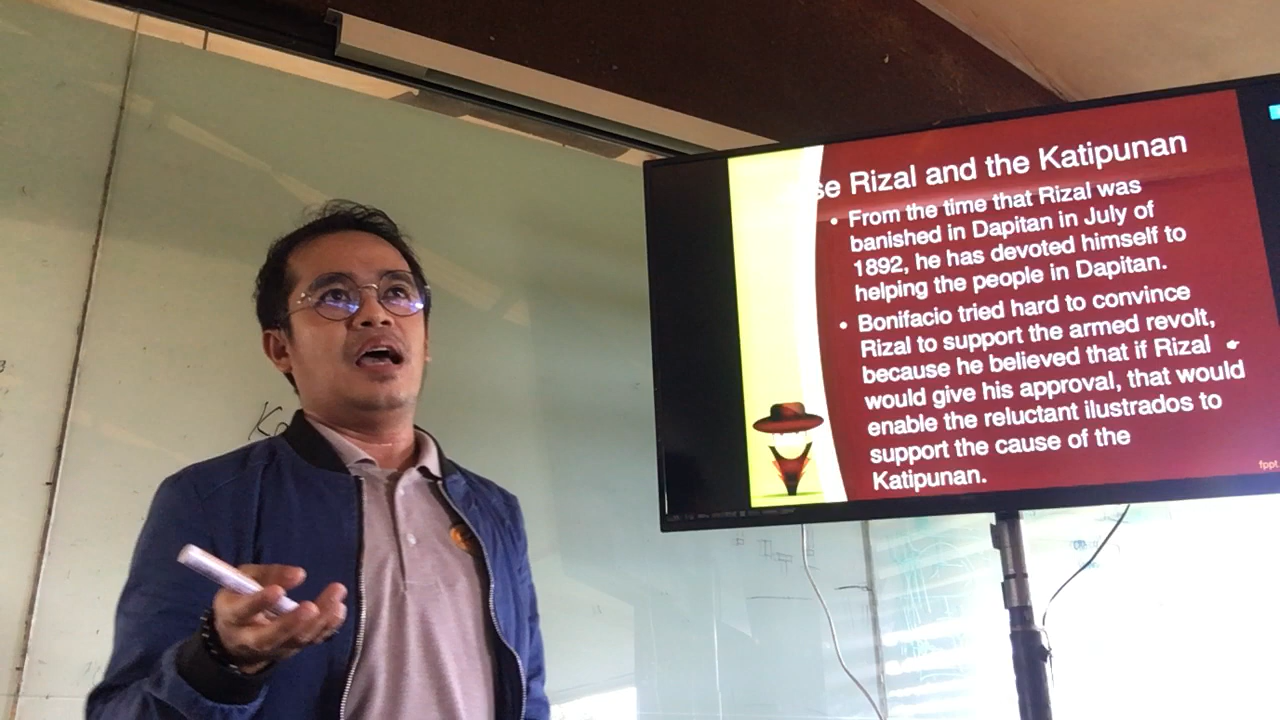 se Rizal and the Katipunan
• From the time that Rizal was
banished in Dapitan in July of
1892, he has devoted himself to
helping the people in Dapitan.
• Bonifacio tried hard to convince
Rizal to support the armed revolt,
because he believed that if Rizal
would give his approval, that would
enable the reluctant ilustrados to
support the cause of the
Katipunan.
fppt